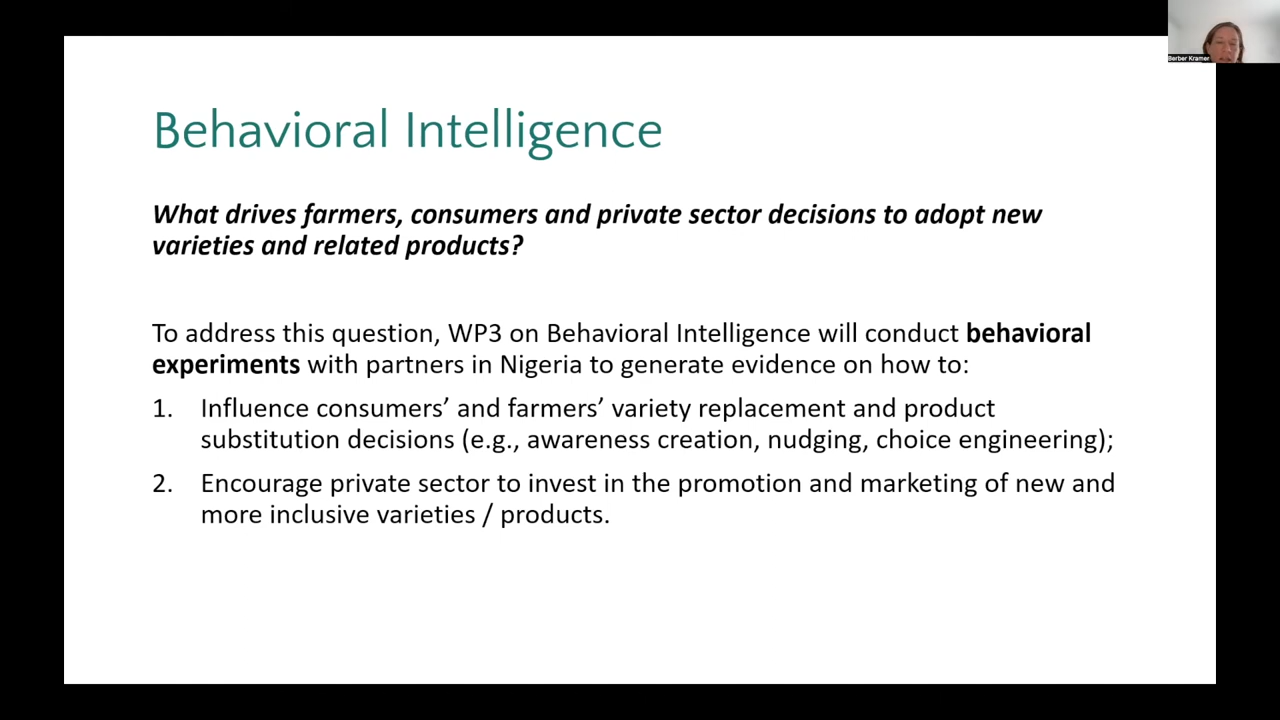 Berber Kramer
Behavioral Intelligence
What drives farmers, consumers and private sector decisions to adopt new
varieties and related products?
To address this question, WP3 on Behavioral Intelligence will conduct behavioral
experiments with partners in Nigeria to generate evidence on how to:
1. Influence consumers’ and farmers’ variety replacement and product
substitution decisions (e.g., awareness creation, nudging, choice engineering);
2. Encourage private sector to invest in the promotion and marketing of new and
more inclusive varieties / products.